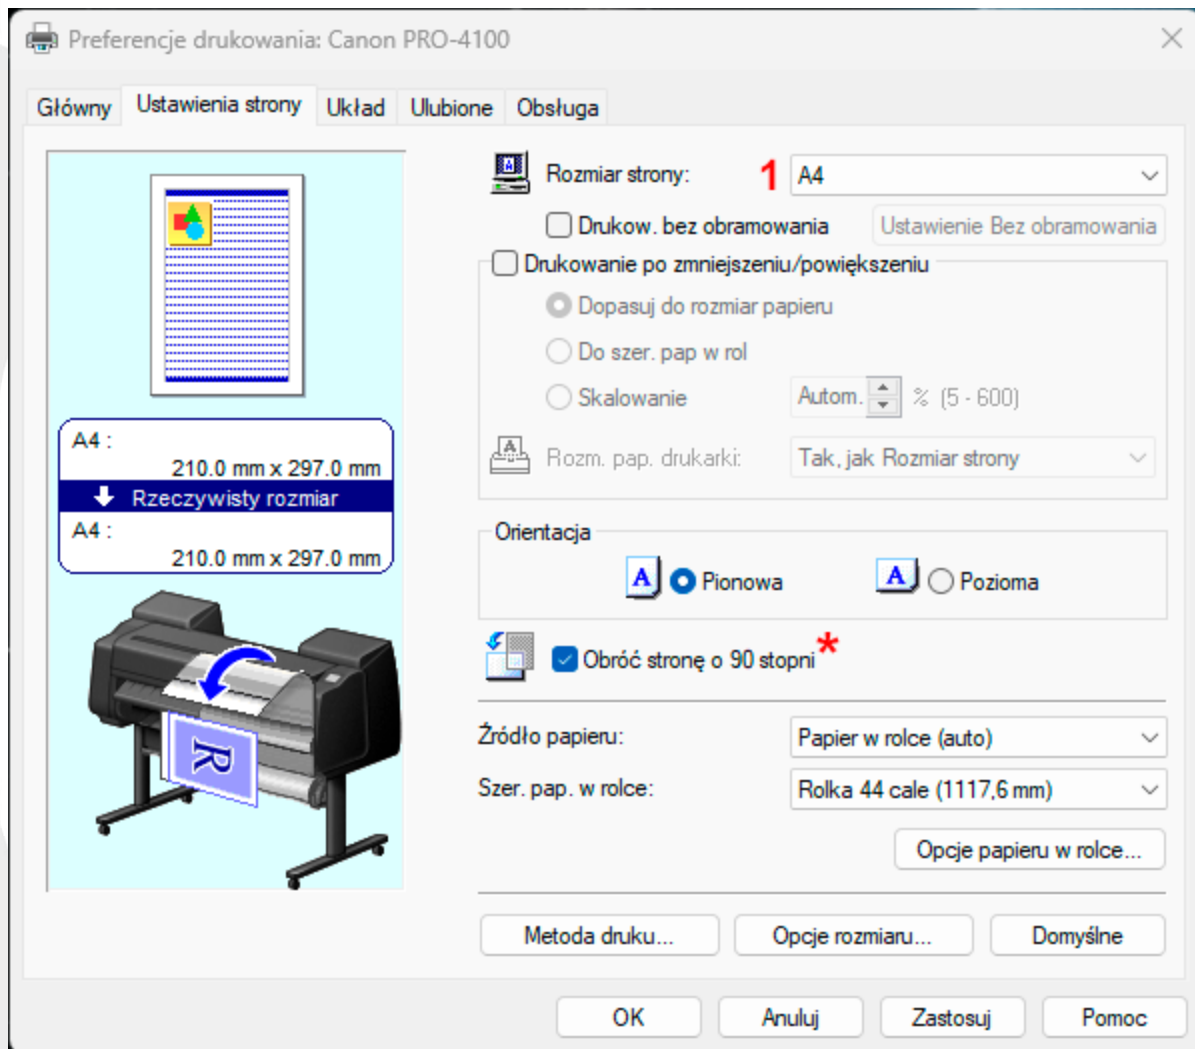 Preferencje drukowania: Canon PRO-4100
Główny Ustawienia strony Układ Ulubione Obsługa
Rozmiar strony: 1 A4
Drukow. bez obramowania Ustawienie Bez obramowania
Drukowanie po zmniejszeniu/powiększeniu
Dopasuj do rozmiar papieru
Do szer. pap w rol
Skalowanie Autom. % (5 - 600)
Rozm. pap. drukarki: Tak, jak Rozmiar strony
A4 :
210.0 mm x 297.0 mm
Rzeczywisty rozmiar
A4 :
210.0 mm x 297.0 mm
Orientacja
A Pionowa A Pozioma
Obróć stronę o 90 stopni *
R
Źródło papieru: Papier w rolce (auto)
Szer. pap. w rolce: Rolka 44 cale (1117,6 mm)
Opcje papieru w rolce...
Metoda druku... Opcje rozmiaru... Domyślne
OK Anuluj Zastosuj Pomoc